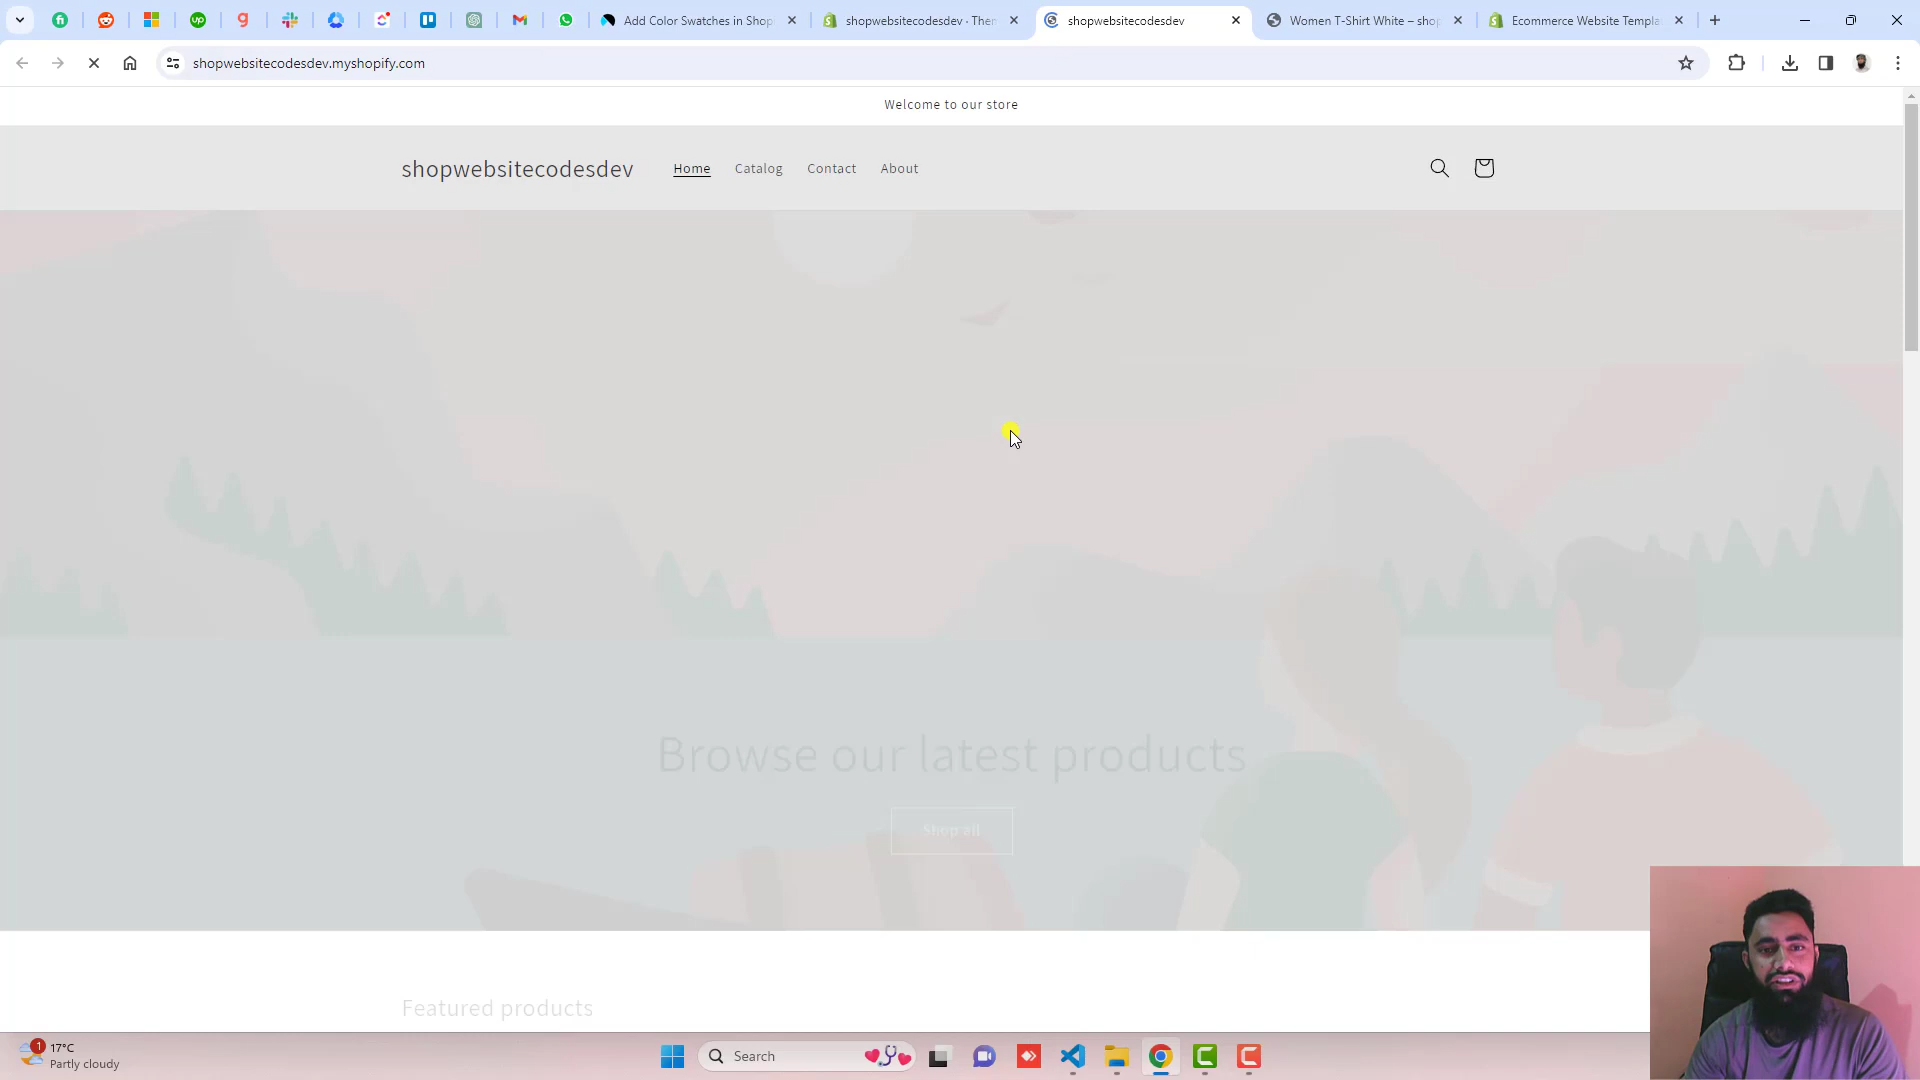 Add Color Swatches in Shop
shopwebsitecodesdev · Then
shopwebsitecodesdev
Women T-Shirt White – shop
Ecommerce Website Templa
shopwebsitecodesdev.myshopify.com
Welcome to our store
shopwebsitecodesdev
Home
Catalog
Contact
About
Browse our latest products
Shop all
Featured products
1
17°C
Partly cloudy
Search